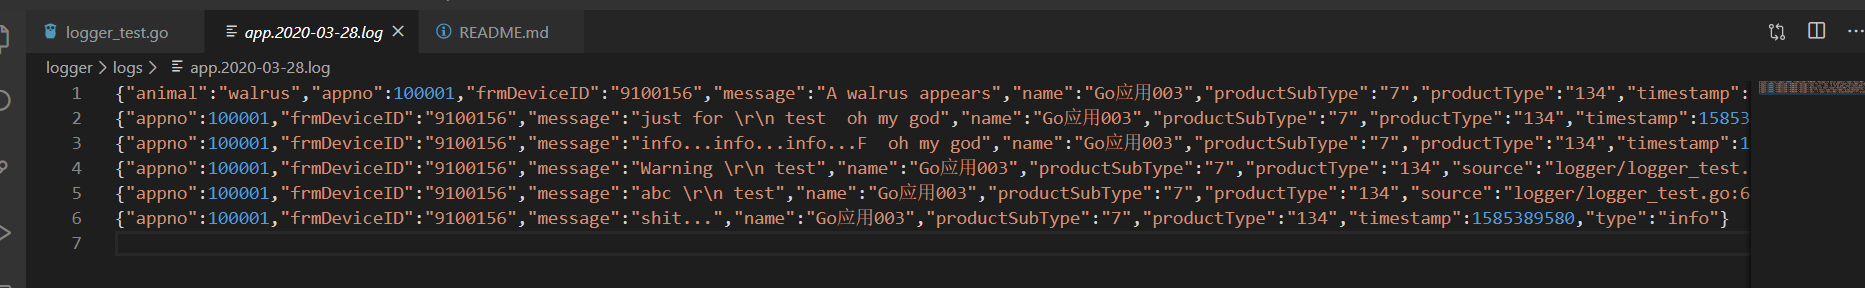 logger_test.go app.2020-03-28.log README.md
logger logs app.2020-03-28.log
1 {"animal":"walrus","appno":100001,"frmDeviceID":"9100156","message":"A walrus appears","name":"Go应用003","productSubType":"7","productType":"134","timestamp":
2 {"appno":100001,"frmDeviceID":"9100156","message":"just for \r\n test  oh my god","name":"Go应用003","productSubType":"7","productType":"134","timestamp":15853
3 {"appno":100001,"frmDeviceID":"9100156","message":"info...info...info...F  oh my god","name":"Go应用003","productSubType":"7","productType":"134","timestamp":1
4 {"appno":100001,"frmDeviceID":"9100156","message":"Warning \r\n test","name":"Go应用003","productSubType":"7","productType":"134","source":"logger/logger_test.
5 {"appno":100001,"frmDeviceID":"9100156","message":"abc \r\n test","name":"Go应用003","productSubType":"7","productType":"134","source":"logger/logger_test.go:6
6 {"appno":100001,"frmDeviceID":"9100156","message":"shit...","name":"Go应用003","productSubType":"7","productType":"134","timestamp":1585389580,"type":"info"}
7